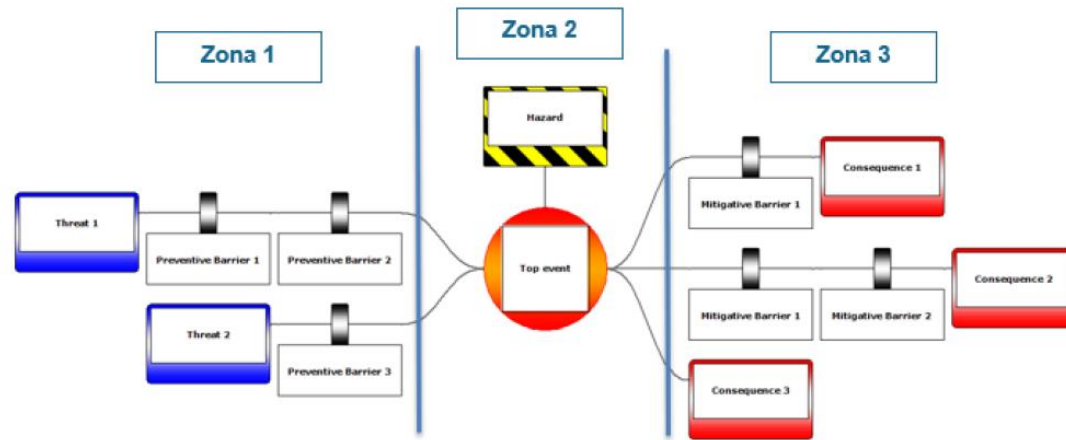 Zona 1
Zona 2
Zona 3
Hazard
Threat 1
Preventive Barrier 1
Preventive Barrier 2
Threat 2
Preventive Barrier 3
Top event
Mitigative Barrier 1
Consequence 1
Mitigative Barrier 1
Mitigative Barrier 2
Consequence 2
Consequence 3